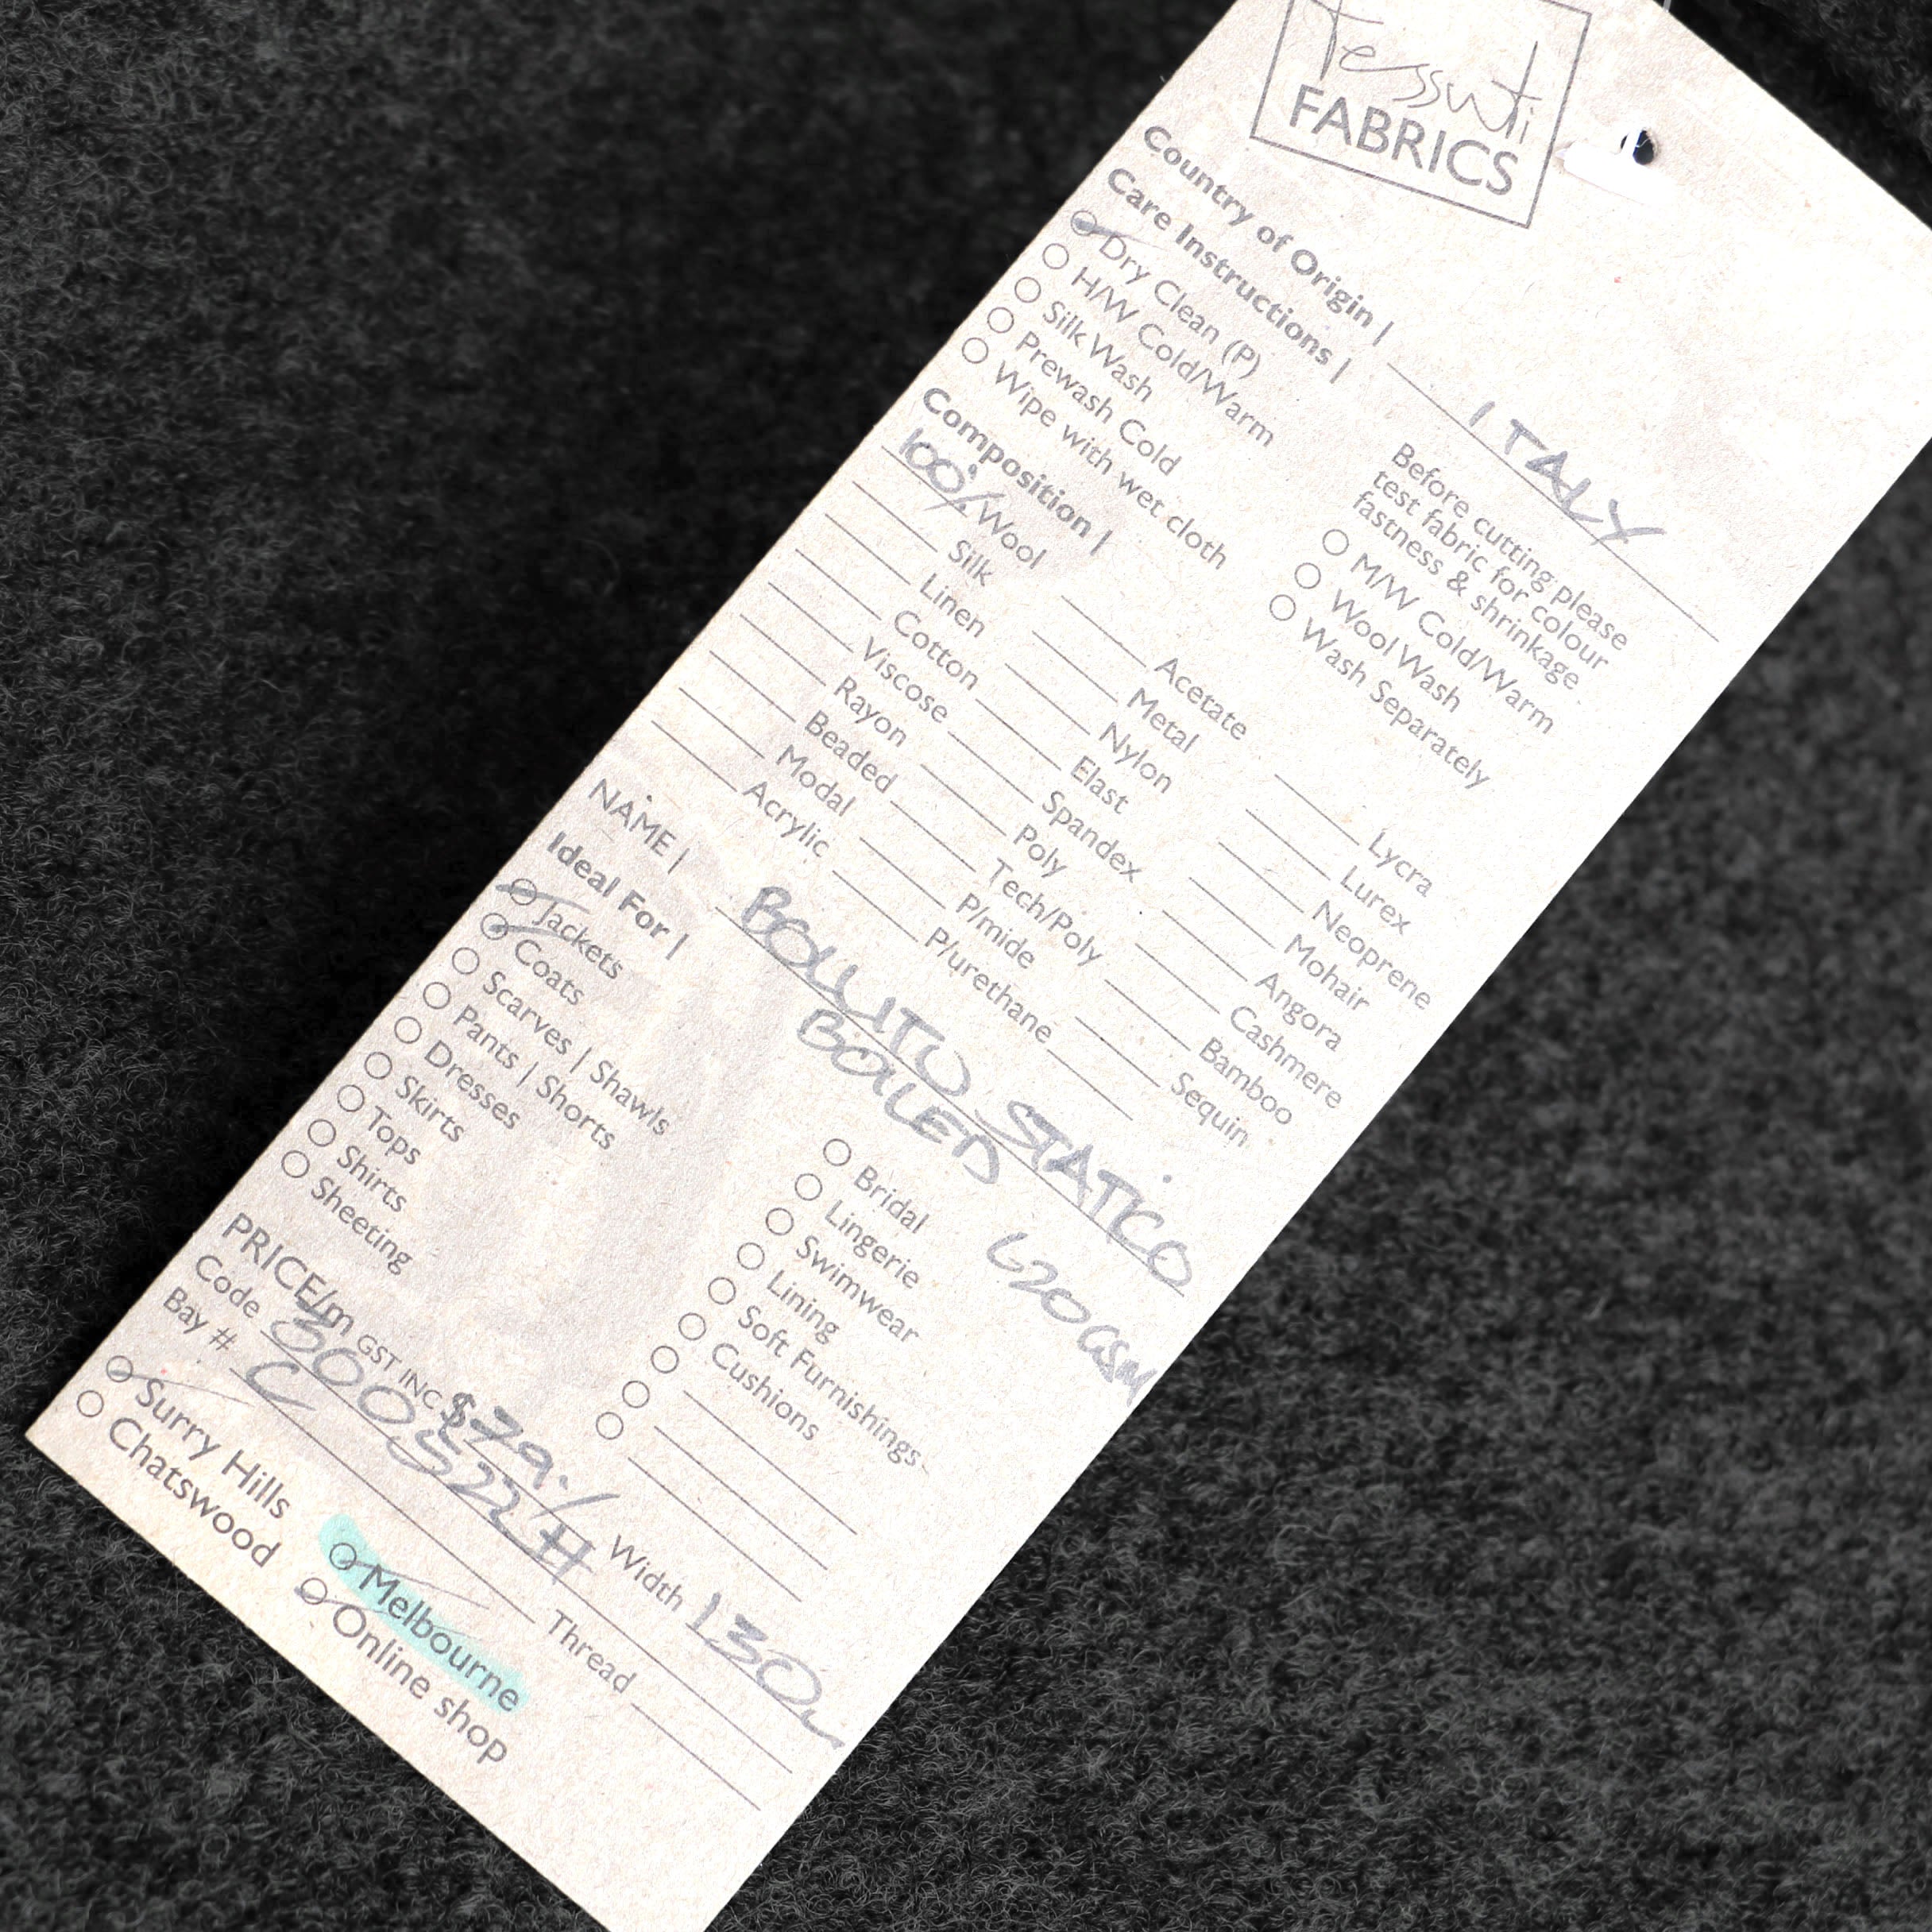 Tessuti
FABRICS
Country of Origin | ITALY
Care Instructions |
Dry Clean (P)
H/W Cold/Warm
Silk Wash
Prewash Cold
Wipe with wet cloth
Before cutting please
test fabric for colour
fastness & shrinkage
M/W Cold/Warm
Wool Wash
Wash Separately
Composition |
100% Wool
Silk
Linen
Cotton
Viscose
Rayon
Beaded
Modal
Acrylic
Acetate
Metal
Nylon
Elast
Spandex
Poly
Tech/Poly
P/mide
P/urethane
Lycra
Lurex
Neoprene
Mohair
Angora
Cashmere
Bamboo
Sequin
NAME | BOLLITO STATICO
BOILED
Ideal For |
Jackets
Coats
Scarves | Shawls
Pants | Shorts
Dresses
Skirts
Tops
Shirts
Sheeting
Bridal
Lingerie
Swimwear
Lining
Soft Furnishings
Cushions
PRICE/m GST INC $79./ Width 130
Code 300522H
Bay # C Thread
Surry Hills
Chatswood
Melbourne
Online shop